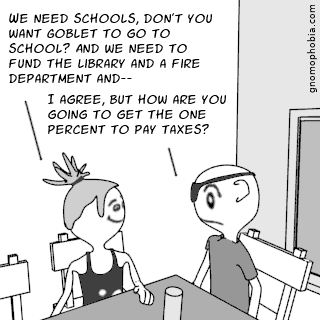 We need schools, don't you
want Goblet to go to
school? And we need to
fund the library and a fire
department and--
I agree, but how are you
going to get the one
percent to pay taxes?
gnomophobia.com